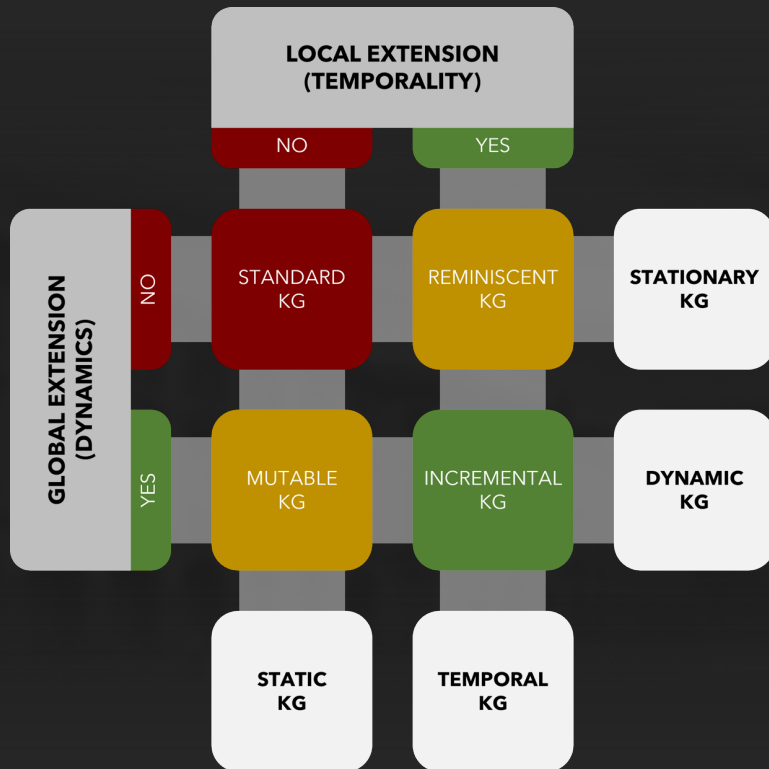 LOCAL EXTENSION
(TEMPORALITY)
NO
YES
GLOBAL EXTENSION
(DYNAMICS)
NO
STANDARD
KG
REMINISCENT
KG
STATIONARY
KG
YES
MUTABLE
KG
INCREMENTAL
KG
DYNAMIC
KG
STATIC
KG
TEMPORAL
KG